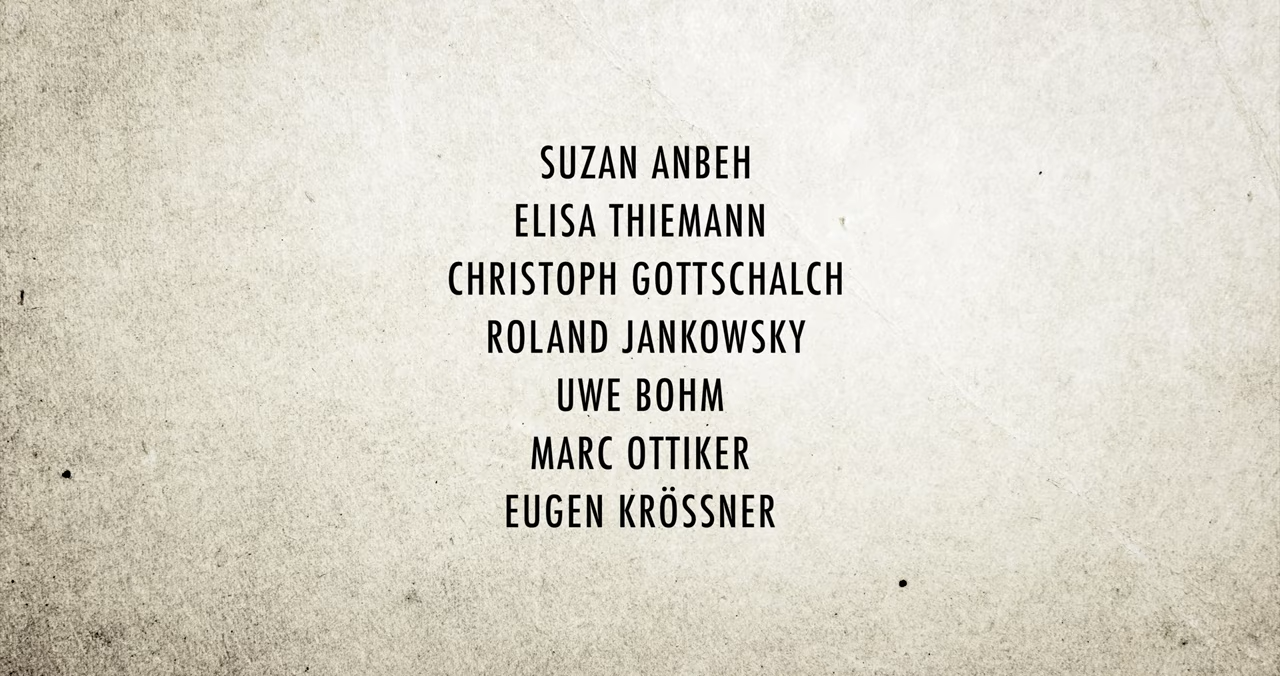 SUZAN ANBEH
ELISA THIEMANN
CHRISTOPH GOTTSCHALCH
ROLAND JANKOWSKY
UWE BOHM
MARC OTTIKER
EUGEN KRÖSSNER